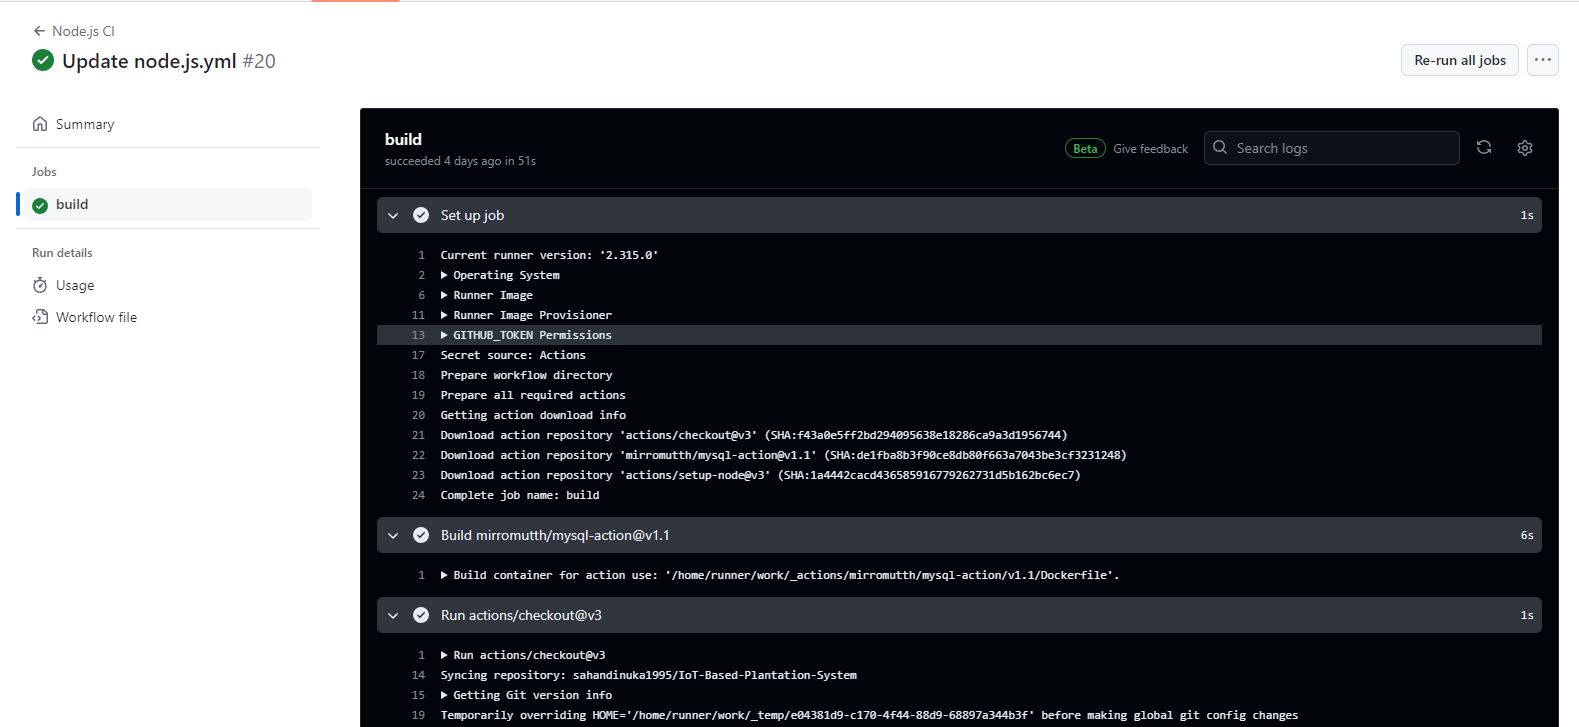 Node.js CI
Update node.js.yml #20
Re-run all jobs
Summary
Jobs
build
Run details
Usage
Workflow file
build
succeeded 4 days ago in 51s
Beta Give feedback
Search logs
Set up job 1s
1 Current runner version: '2.315.0'
2 Operating System
6 Runner Image
11 Runner Image Provisioner
13 GITHUB_TOKEN Permissions
17 Secret source: Actions
18 Prepare workflow directory
19 Prepare all required actions
20 Getting action download info
21 Download action repository 'actions/checkout@v3' (SHA:f43a0e5ff2bd294095638e18286ca9a3d1956744)
22 Download action repository 'mirromutth/mysql-action@v1.1' (SHA:de1fba8b3f90ce8db80f663a7043be3cf3231248)
23 Download action repository 'actions/setup-node@v3' (SHA:1a4442cacd436585916779262731d5b162bc6ec7)
24 Complete job name: build
Build mirromutth/mysql-action@v1.1 6s
1 Build container for action use: '/home/runner/work/_actions/mirromutth/mysql-action/v1.1/Dockerfile'.
Run actions/checkout@v3 1s
1 Run actions/checkout@v3
14 Syncing repository: sahandinuka1995/IoT-Based-Plantation-System
15 Getting Git version info
19 Temporarily overriding HOME='/home/runner/work/_temp/e04381d9-c170-4f44-88d9-68897a344b3f' before making global git config changes